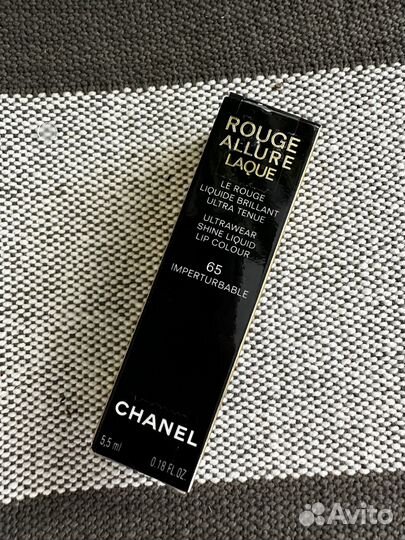 ROUGE
ALLURE
LAQUE
LE ROUGE
LIQUIDE BRILLANT
ULTRA TENUE
ULTRAWEAR
SHINE LIQUID
LIP COLOUR
65
IMPERTURBABLE
CHANEL
5,5 ml 0.18 FL.OZ.
Avito